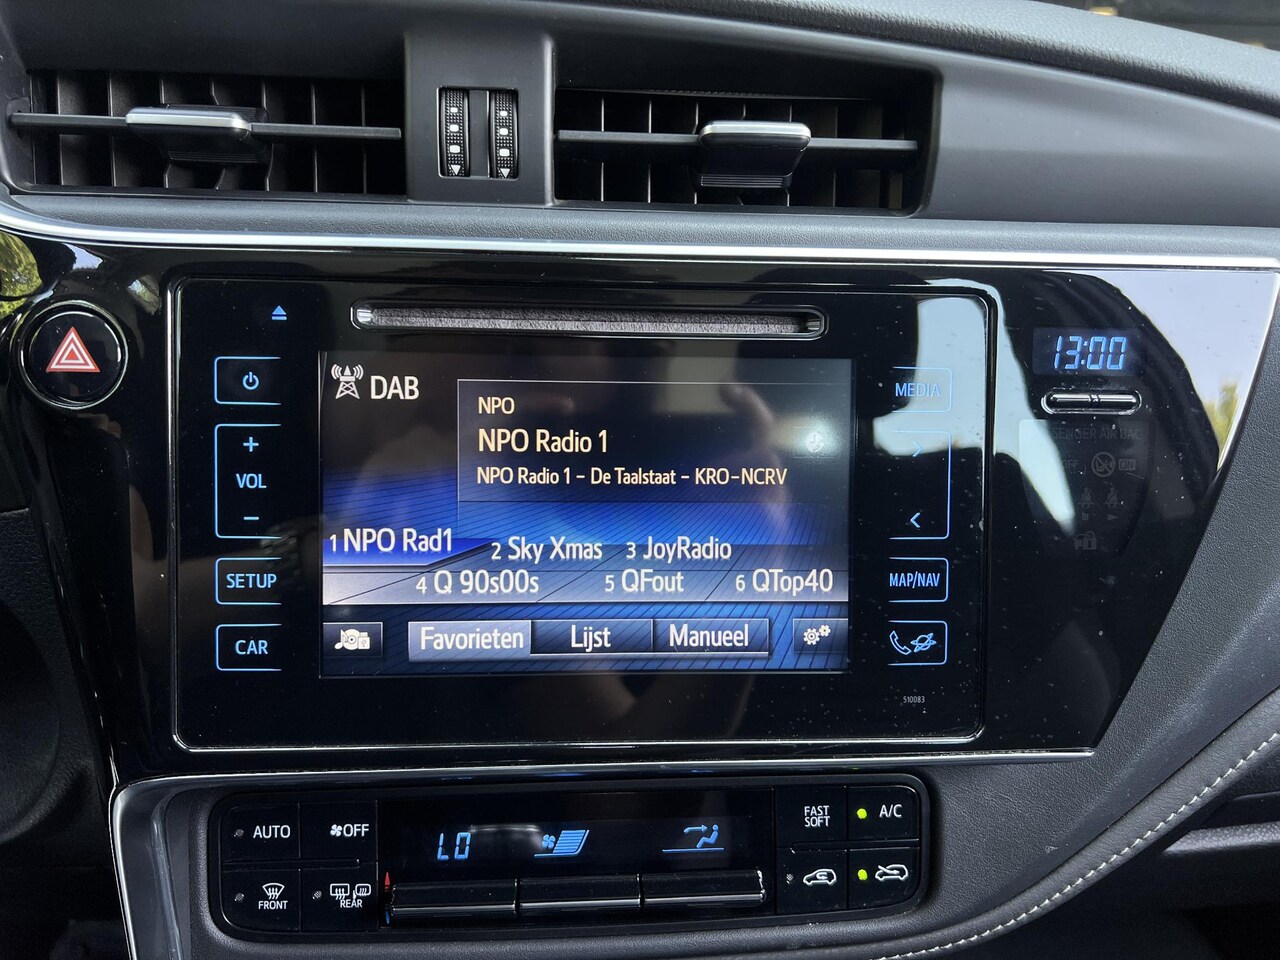 DAB
NPO
NPO Radio 1
NPO Radio 1 - De Taalstaat - KRO-NCRV
1 NPO Rad1
2 Sky Xmas
3 JoyRadio
4 Q 90s00s
5 QFout
6 QTop40
Favorieten
Lijst
Manueel
+
VOL
-
SETUP
CAR
MEDIA
>
<
MAP/NAV
510083
13:00
AUTO
OFF
FRONT
REAR
LO
FAST
SOFT
A/C